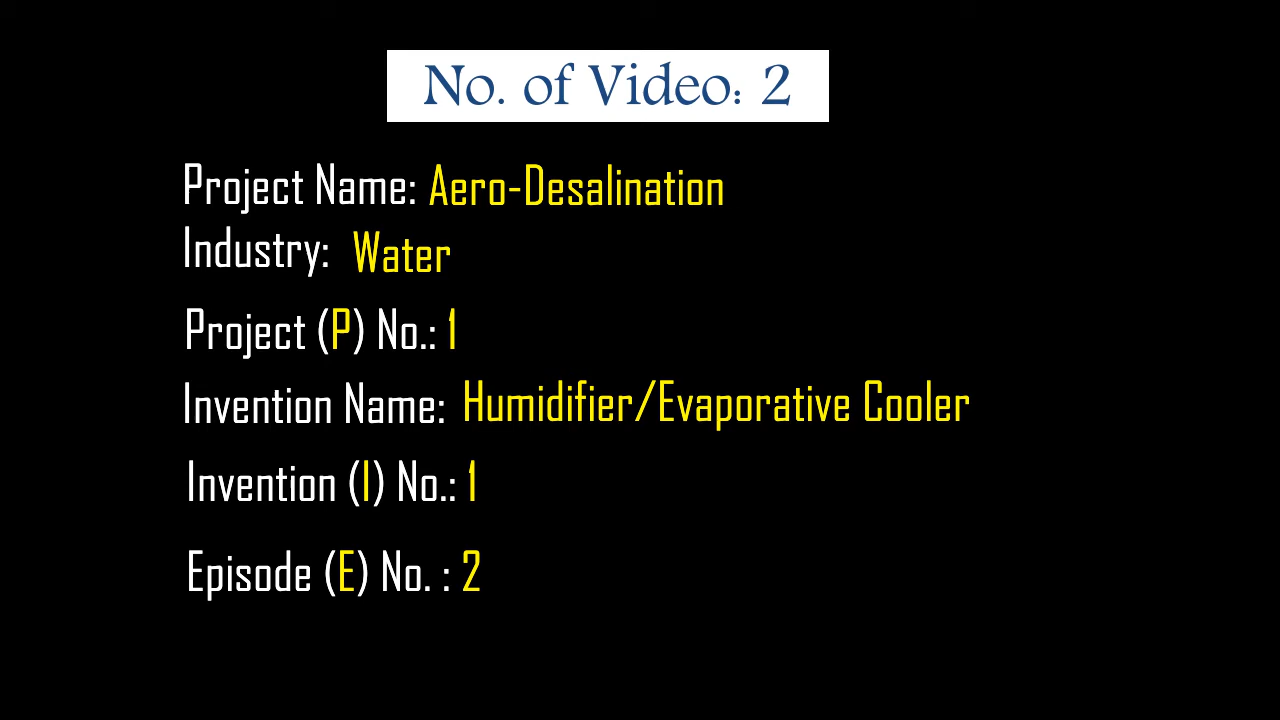 No. of Video: 2
Project Name: Aero-Desalination
Industry: Water
Project (P) No.: 1
Invention Name: Humidifier/Evaporative Cooler
Invention (I) No.: 1
Episode (E) No. : 2